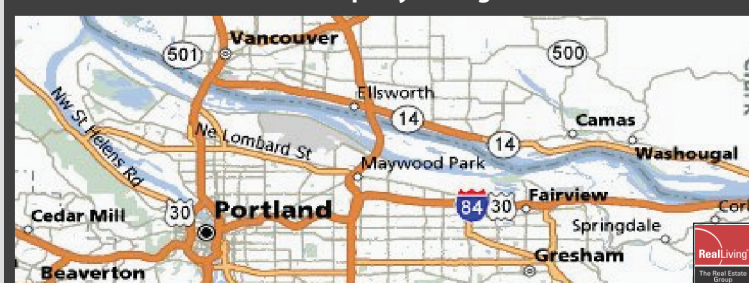 501
Vancouver
500
Ellsworth
14
Camas
14
Washougal
NW St Helens Rd
Ne Lombard St
Maywood Park
84
30
Fairview
30
Portland
Cedar Mill
Springdale
Gresham
Beaverton
RealLiving
The Real Estate
Group